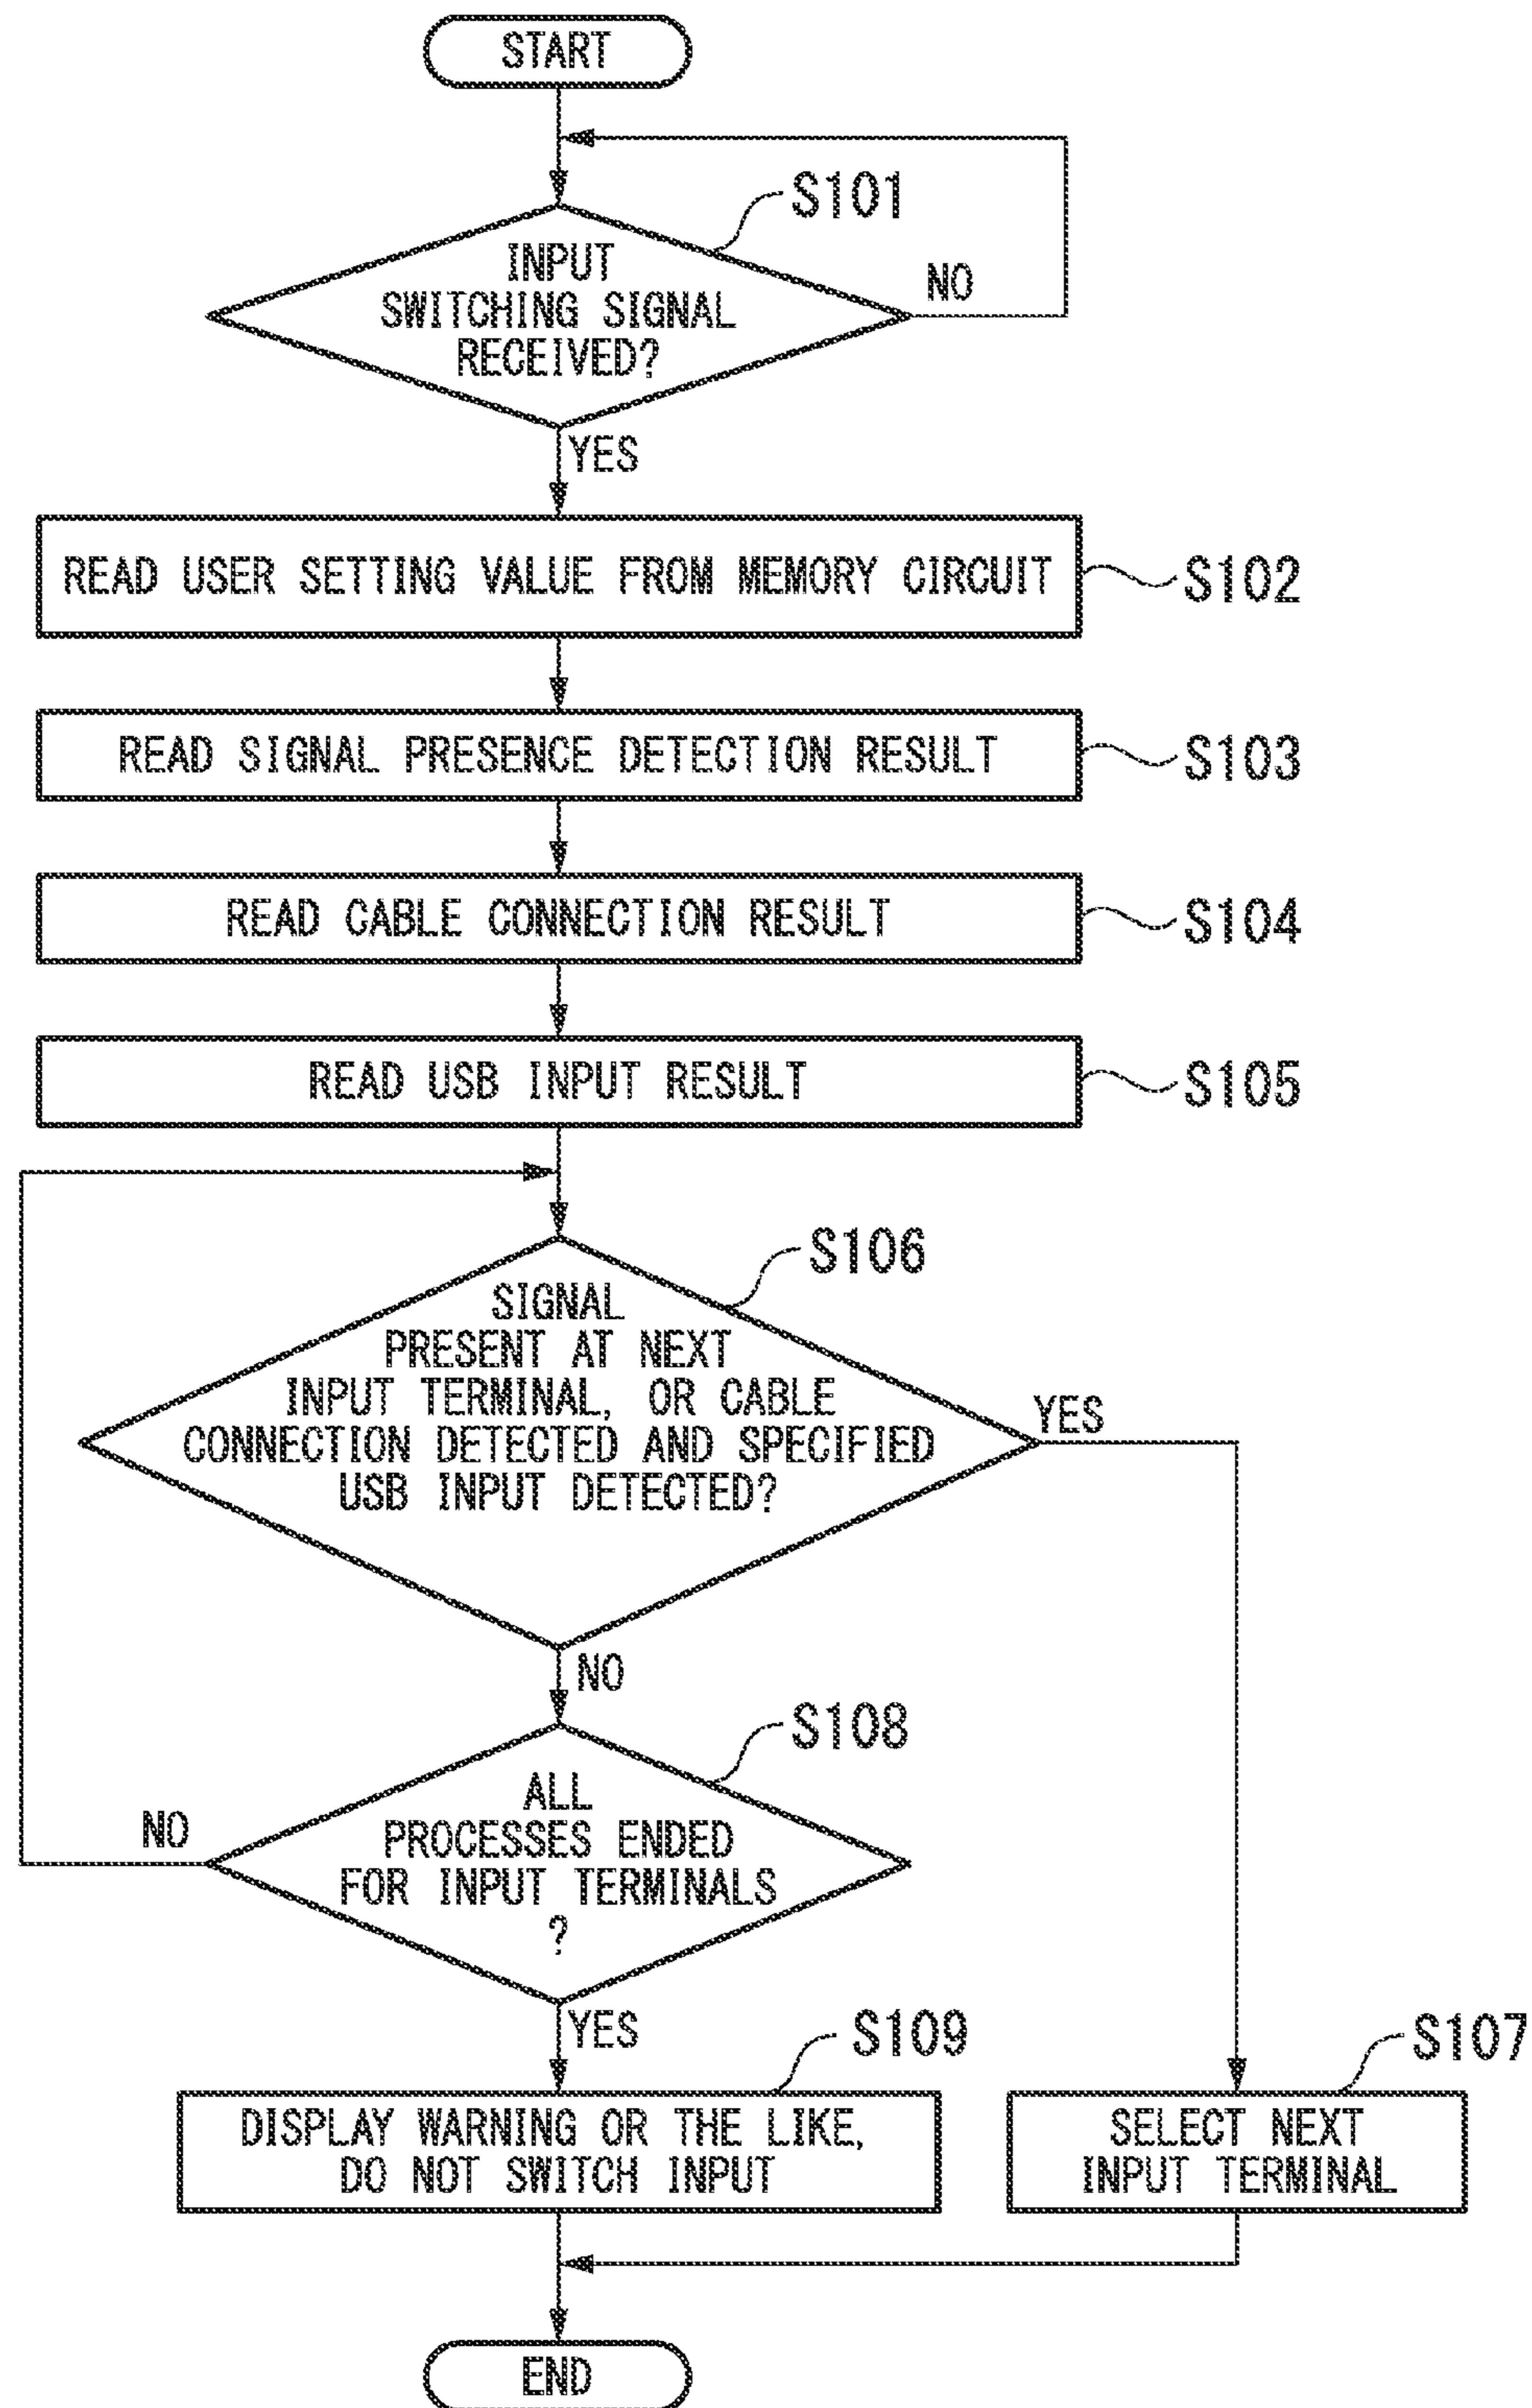 START
S101
INPUT
SWITCHING SIGNAL
RECEIVED?
NO
YES
READ USER SETTING VALUE FROM MEMORY CIRCUIT
S102
READ SIGNAL PRESENCE DETECTION RESULT
S103
READ CABLE CONNECTION RESULT
S104
READ USB INPUT RESULT
S105
S106
SIGNAL
PRESENT AT NEXT
INPUT TERMINAL, OR CABLE
CONNECTION DETECTED AND SPECIFIED
USB INPUT DETECTED?
YES
NO
S108
ALL
PROCESSES ENDED
FOR INPUT TERMINALS
?
NO
YES
S109
S107
DISPLAY WARNING OR THE LIKE,
DO NOT SWITCH INPUT
SELECT NEXT
INPUT TERMINAL
END